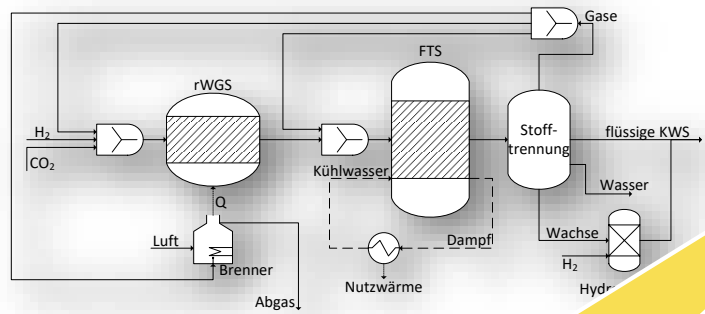 Gase
FTS
rWGS
H2
CO2
Stoff-
trennung
flüssige KWS
Kühlwasser
Wasser
Q
Luft
Dampf
Wachse
H2
Brenner
Nutzwärme
Abgas